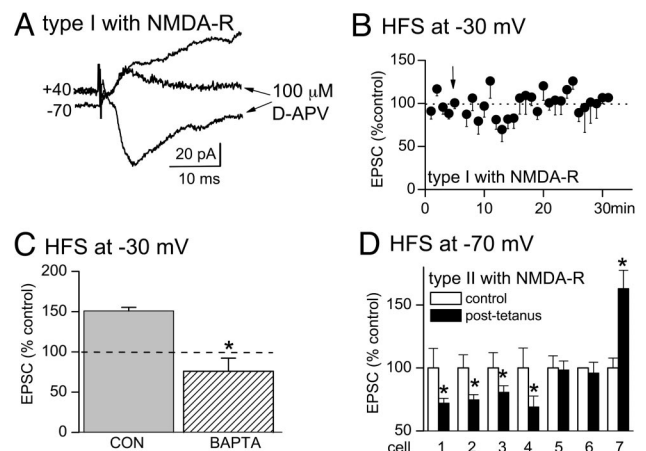 A type I with NMDA-R
+40
-70
100 μM
D-APV
20 pA
10 ms
B HFS at -30 mV
EPSC (%control)
150
100
50
0
type I with NMDA-R
0 10 20 30min
C HFS at -30 mV
EPSC (% control)
200
150
100
50
0
*
CON BAPTA
D HFS at -70 mV
EPSC (% control)
type II with NMDA-R
control
post-tetanus
150
100
50
* * * * *
cell 1 2 3 4 5 6 7